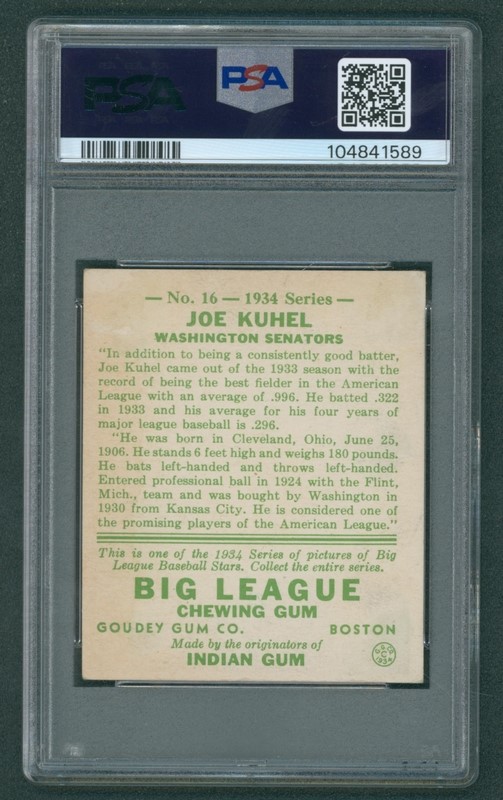 PSA
PSA
104841589
— No. 16 — 1934 Series —
JOE KUHEL
WASHINGTON SENATORS
"In addition to being a consistently good batter,
Joe Kuhel came out of the 1933 season with the
record of being the best fielder in the American
League with an average of .996. He batted .322
in 1933 and his average for his four years of
major league baseball is .296.
"He was born in Cleveland, Ohio, June 25,
1906. He stands 6 feet high and weighs 180 pounds.
He bats left-handed and throws left-handed.
Entered professional ball in 1924 with the Flint,
Mich., team and was bought by Washington in
1930 from Kansas City. He is considered one of
the promising players of the American League."
This is one of the 1934 Series of pictures of Big
League Baseball Stars. Collect the entire series.
BIG LEAGUE
CHEWING GUM
GOUDEY GUM CO. BOSTON
Made by the originators of
INDIAN GUM